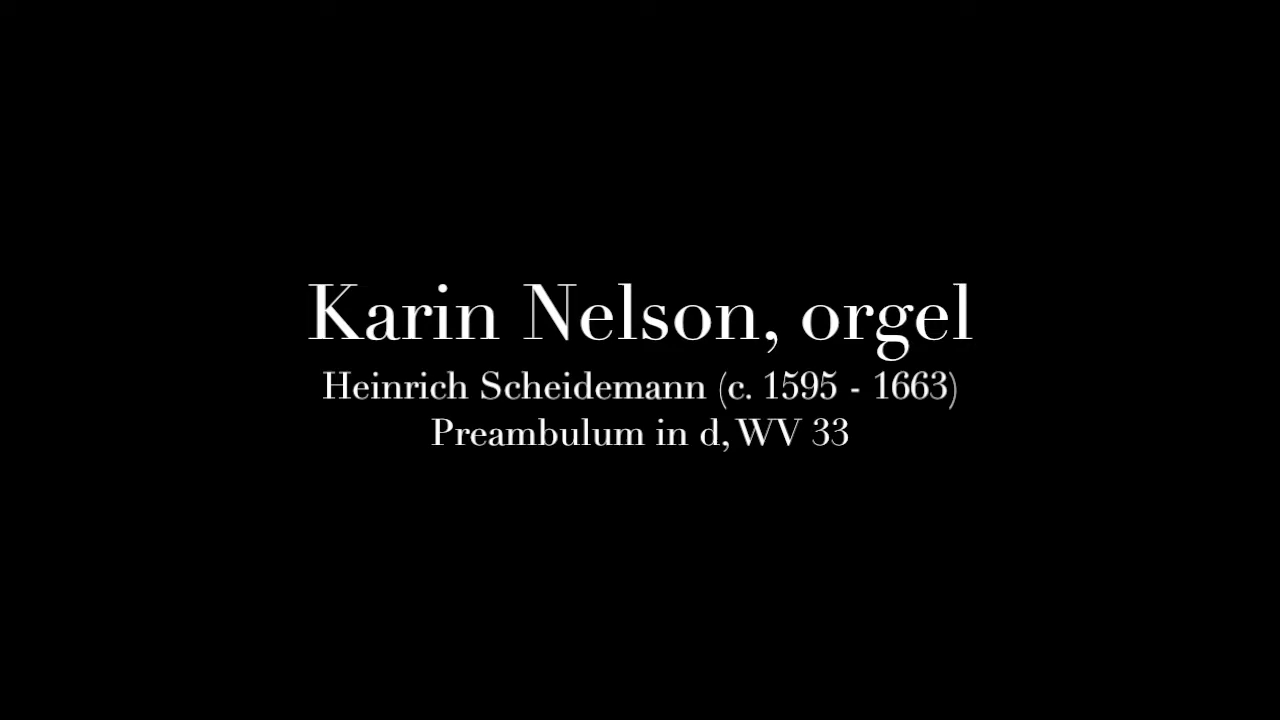 Karin Nelson, orgel
Heinrich Scheidemann (c. 1595 - 1663)
Preambulum in d, WV 33